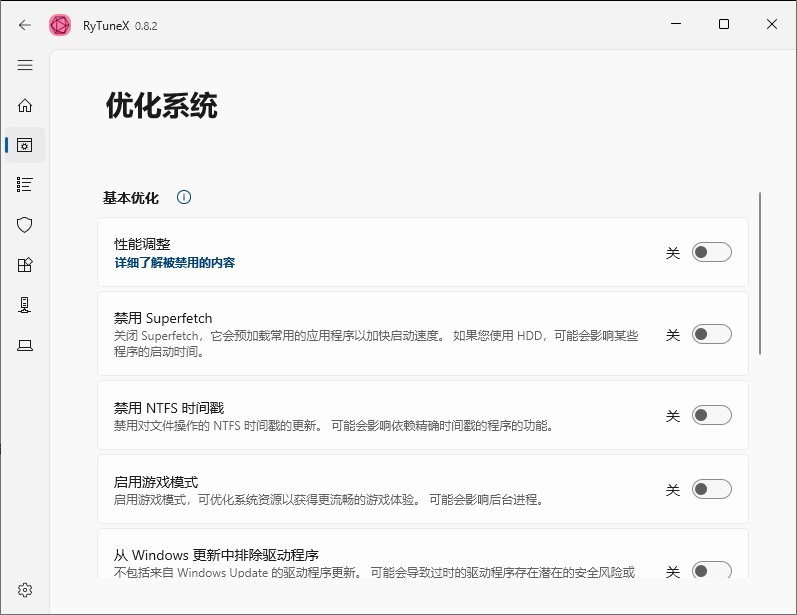 RyTuneX 0.8.2
优化系统
基本优化
性能调整
详细了解被禁用的内容
关
禁用 Superfetch
关闭 Superfetch，它会预加载常用的应用程序以加快启动速度。 如果您使用 HDD，可能会影响某些
程序的启动时间。
关
禁用 NTFS 时间戳
禁用对文件操作的 NTFS 时间戳的更新。 可能会影响依赖精确时间戳的程序的功能。
关
启用游戏模式
启用游戏模式，可优化系统资源以获得更流畅的游戏体验。 可能会影响后台进程。
关
从 Windows 更新中排除驱动程序
不包括来自 Windows Update 的驱动程序更新。 可能会导致过时的驱动程序存在潜在的安全风险或
关